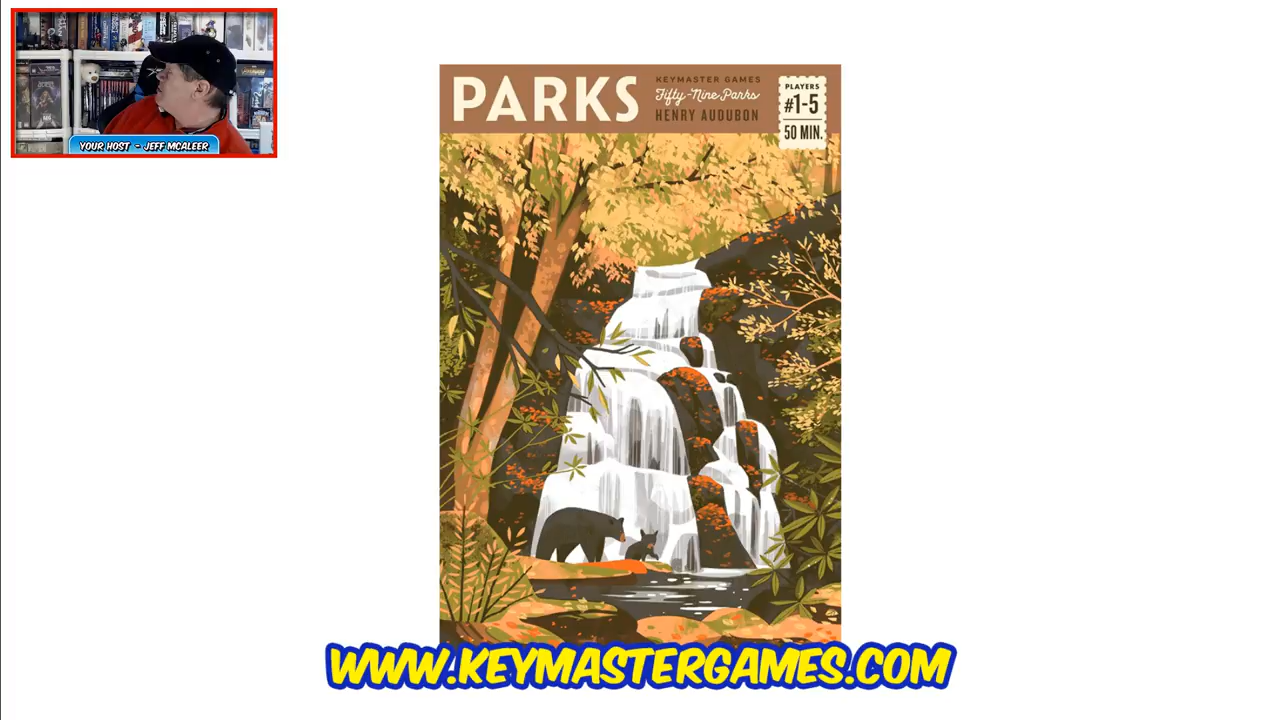 YOUR HOST - JEFF MCALEER
PARKS
KEYMASTER GAMES
Fifty-Nine Parks
HENRY AUDUBON
PLAYERS
#1-5
50 MIN.
WWW.KEYMASTERGAMES.COM